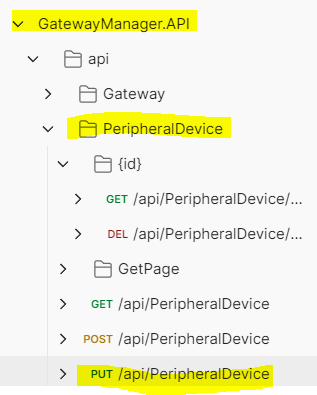 GatewayManager.API
api
Gateway
PeripheralDevice
{id}
GET /api/PeripheralDevice/...
DEL /api/PeripheralDevice/...
GetPage
GET /api/PeripheralDevice
POST /api/PeripheralDevice
PUT /api/PeripheralDevice